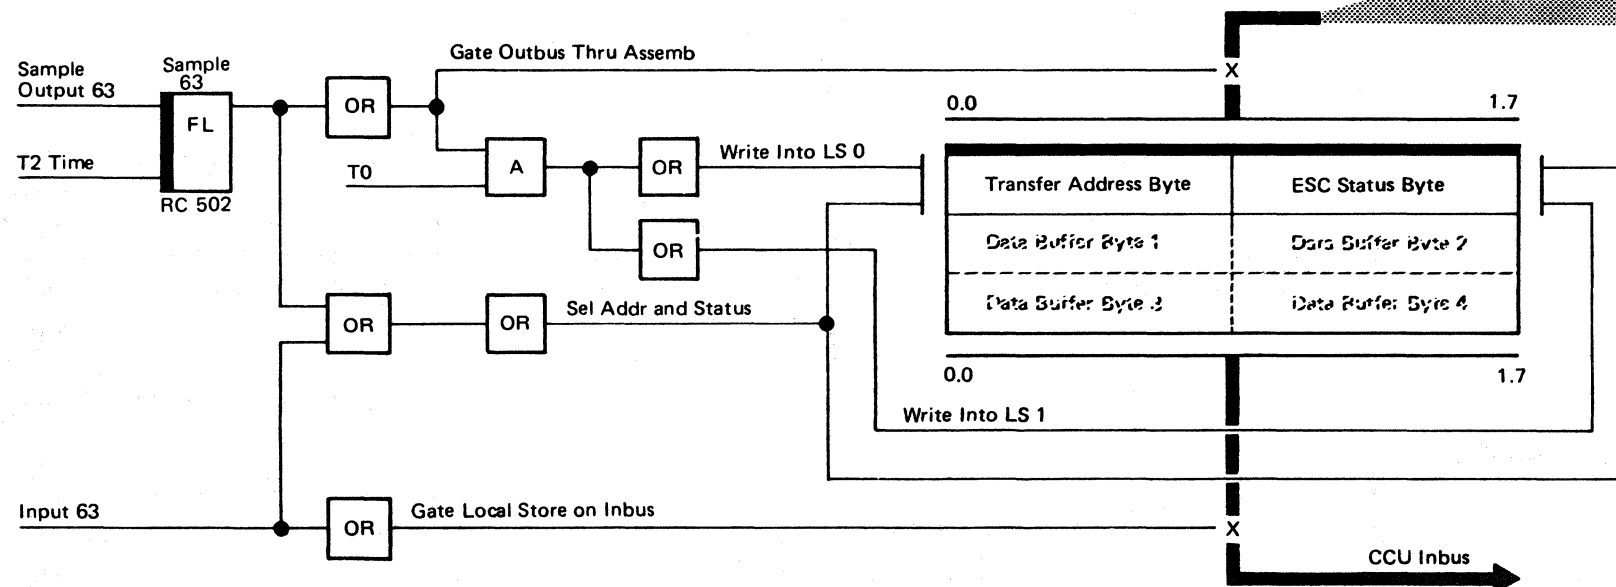 Gate Outbus Thru Assemb
Sample
Output 63
Sample
63
FL
OR
X
0.0
1.7
T2 Time
RC 502
T0
A
OR
Write Into LS 0
Transfer Address Byte
ESC Status Byte
OR
Data Buffer Byte 1
Data Buffer Byte 2
OR
OR
Sel Addr and Status
Data Buffer Byte 3
Data Buffer Byte 4
0.0
1.7
Write Into LS 1
Input 63
OR
Gate Local Store on Inbus
X
CCU Inbus